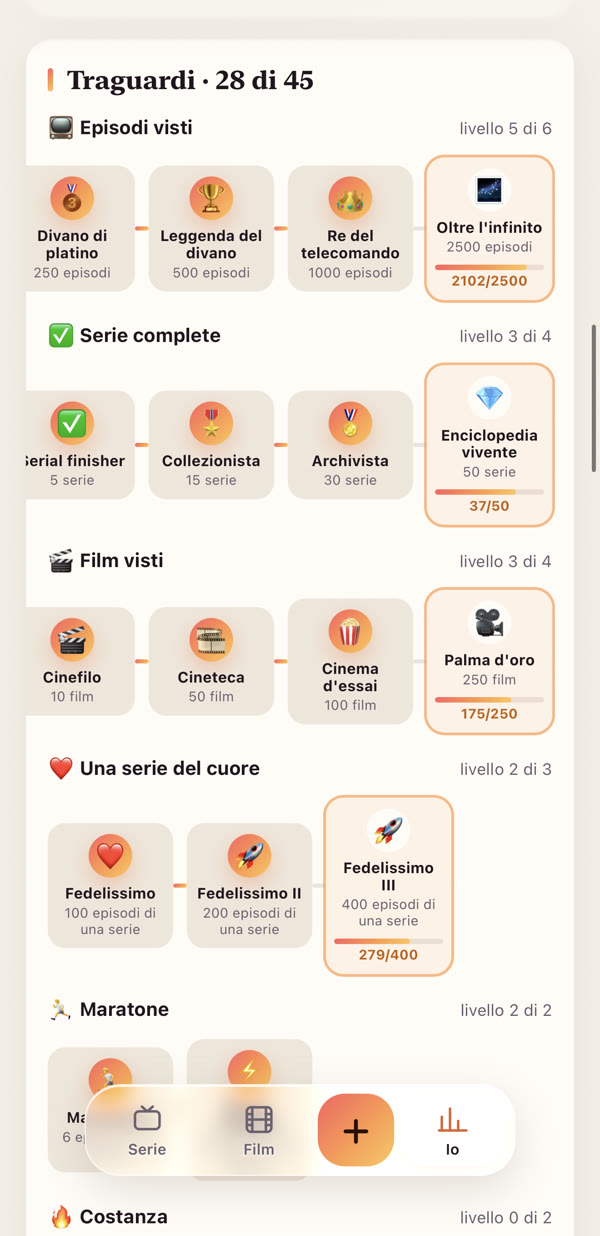 Traguardi · 28 di 45
Episodi visti
livello 5 di 6
Divano di
platino
250 episodi
Leggenda del
divano
500 episodi
Re del
telecomando
1000 episodi
Oltre l'infinito
2500 episodi
2102/2500
Serie complete
livello 3 di 4
Serial finisher
5 serie
Collezionista
15 serie
Archivista
30 serie
Enciclopedia
vivente
50 serie
37/50
Film visti
livello 3 di 4
Cinefilo
10 film
Cineteca
50 film
Cinema
d'essai
100 film
Palma d'oro
250 film
175/250
Una serie del cuore
livello 2 di 3
Fedelissimo
100 episodi di
una serie
Fedelissimo II
200 episodi di
una serie
Fedelissimo
III
400 episodi di
una serie
279/400
Maratone
livello 2 di 2
Serie
Film
Io
Costanza
livello 0 di 2